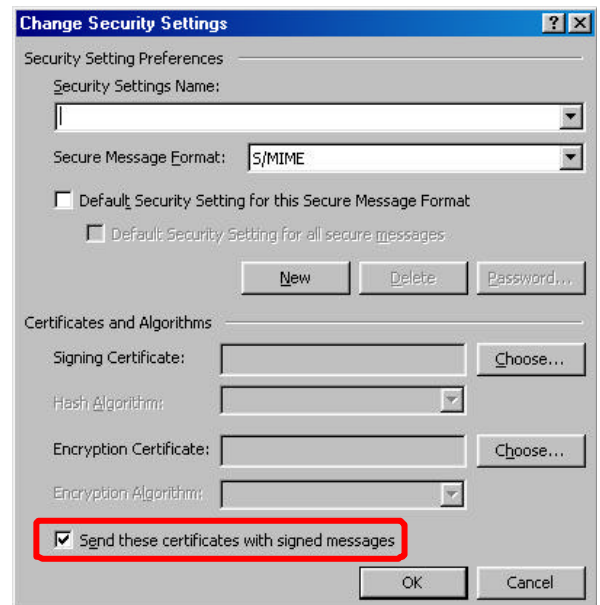 Change Security Settings
Security Setting Preferences
Security Settings Name:
Secure Message Format: S/MIME
Default Security Setting for this Secure Message Format
Default Security Setting for all secure messages
New Delete Password...
Certificates and Algorithms
Signing Certificate: Choose...
Hash Algorithm:
Encryption Certificate: Choose...
Encryption Algorithm:
Send these certificates with signed messages
OK Cancel